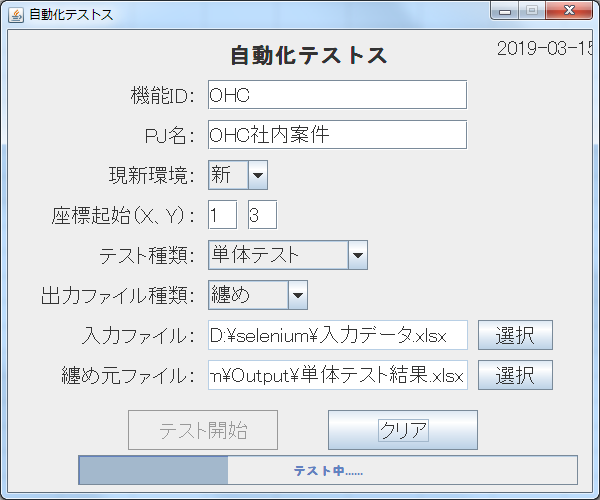 自動化テストス
2019-03-15
自動化テストス
機能ID: OHC
PJ名: OHC社内案件
現新環境: 新
座標起始(X、Y): 1 3
テスト種類: 単体テスト
出力ファイル種類: 纏め
入力ファイル: D:¥selenium¥入力データ.xlsx 選択
纏め元ファイル: m¥Output¥単体テスト結果.xlsx 選択
テスト開始 クリア
テスト中......